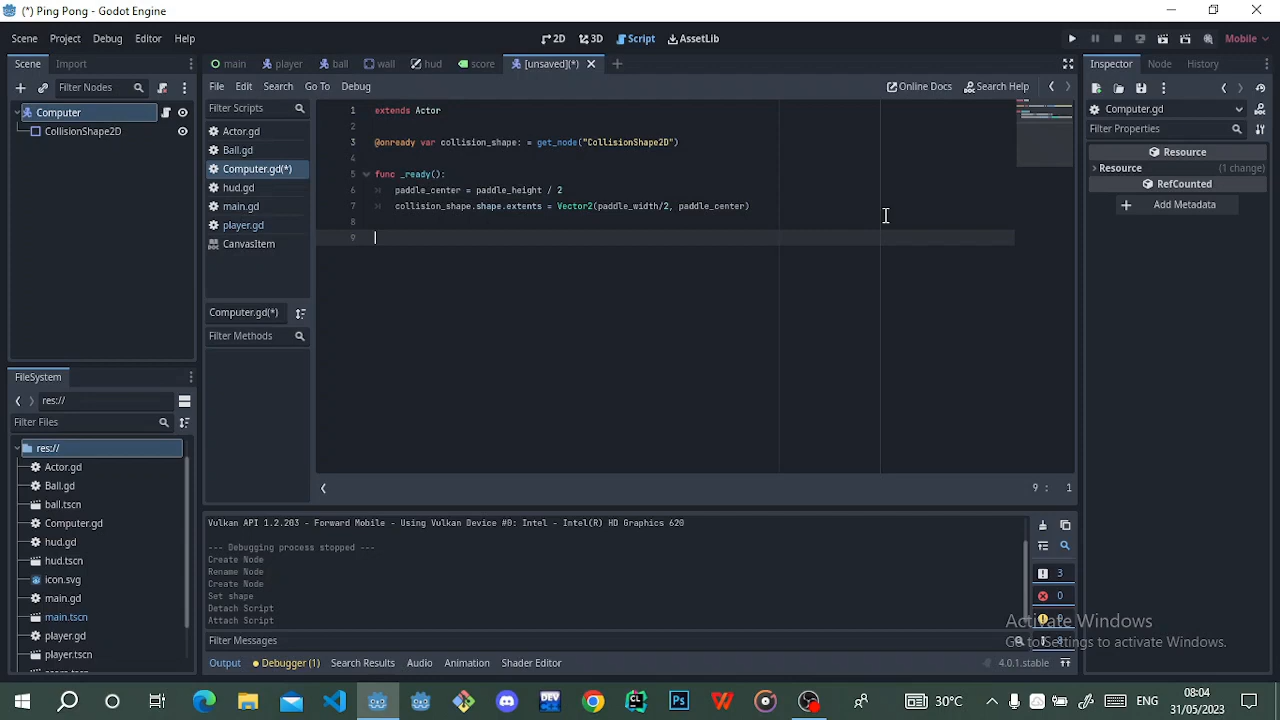 (*) Ping Pong - Godot Engine
Scene Project Debug Editor Help
2D 3D Script AssetLib
Mobile
Scene Import
Filter Nodes
Computer
CollisionShape2D
main player ball wall hud score [unsaved](*)
File Edit Search Go To Debug
Online Docs Search Help
Filter Scripts
Actor.gd
Ball.gd
Computer.gd(*)
hud.gd
main.gd
player.gd
CanvasItem
Computer.gd(*)
Filter Methods
1 extends Actor
2
3 @onready var collision_shape: = get_node("CollisionShape2D")
4
5 func _ready():
6 paddle_center = paddle_height / 2
7 collision_shape.shape.extents = Vector2(paddle_width/2, paddle_center)
8
9
9 : 1
Inspector Node History
Computer.gd
Filter Properties
Resource
Resource (1 change)
RefCounted
Add Metadata
FileSystem
res://
Filter Files
res://
Actor.gd
Ball.gd
ball.tscn
Computer.gd
hud.gd
hud.tscn
icon.svg
main.gd
main.tscn
player.gd
player.tscn
Vulkan API 1.2.203 - Forward Mobile - Using Vulkan Device #0: Intel - Intel(R) HD Graphics 620
--- Debugging process stopped ---
Create Node
Rename Node
Create Node
Set shape
Detach Script
Attach Script
3
0
Filter Messages
Output Debugger (1) Search Results Audio Animation Shader Editor
4.0.1.stable
Activate Windows
Go to Settings to activate Windows.
30°C
ENG
08:04
31/05/2023